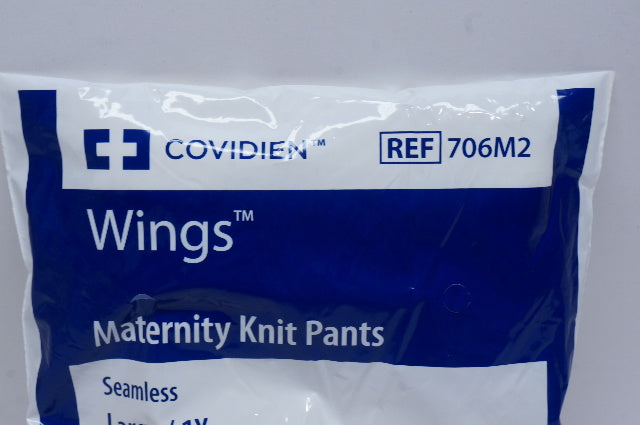 COVIDIEN™ REF 706M2
Wings™
Maternity Knit Pants
Seamless